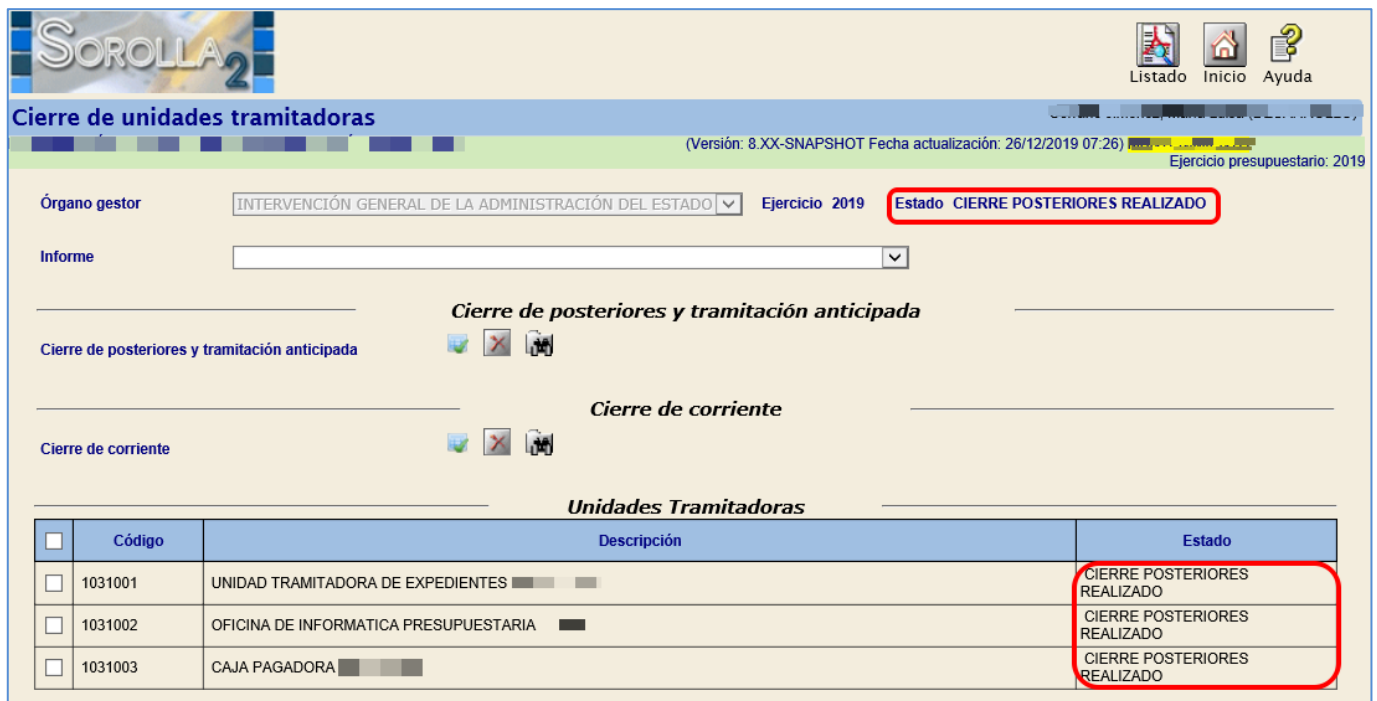 SOROLLA2
Listado Inicio Ayuda
Cierre de unidades tramitadoras
(Versión: 8.XX-SNAPSHOT Fecha actualización: 26/12/2019 07:26)
Ejercicio presupuestario: 2019
Órgano gestor INTERVENCIÓN GENERAL DE LA ADMINISTRACIÓN DEL ESTADO Ejercicio 2019 Estado CIERRE POSTERIORES REALIZADO
Informe
Cierre de posteriores y tramitación anticipada
Cierre de posteriores y tramitación anticipada
Cierre de corriente
Cierre de corriente
Unidades Tramitadoras
Código Descripción Estado
1031001 UNIDAD TRAMITADORA DE EXPEDIENTES CIERRE POSTERIORES
REALIZADO
1031002 OFICINA DE INFORMATICA PRESUPUESTARIA CIERRE POSTERIORES
REALIZADO
1031003 CAJA PAGADORA CIERRE POSTERIORES
REALIZADO